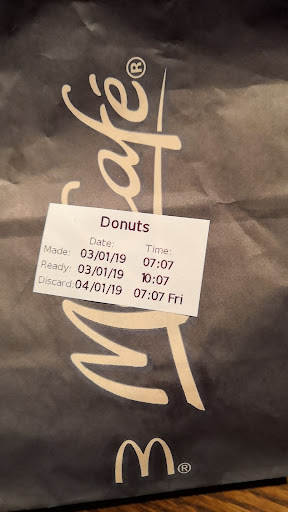 McCafé®
Donuts
Date: Time:
Made: 03/01/19 07:07
Ready: 03/01/19 10:07
Discard: 04/01/19 07:07 Fri
M®